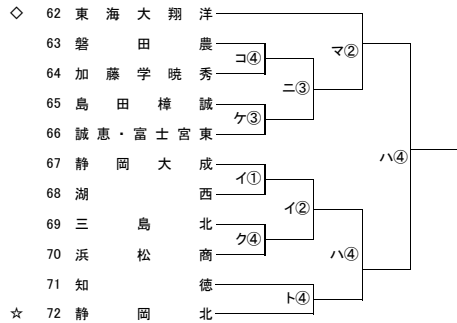 ◇ 62 東海大翔洋
63 磐田農
64 加藤学暁秀
65 島田樟誠
66 誠恵・富士宮東
67 静岡大成
68 湖西
69 三島北
70 浜松商
71 知徳
☆ 72 静岡北
コ④
ケ③
ニ③
マ②
イ①
ク④
イ②
ト④
ハ④
ハ④